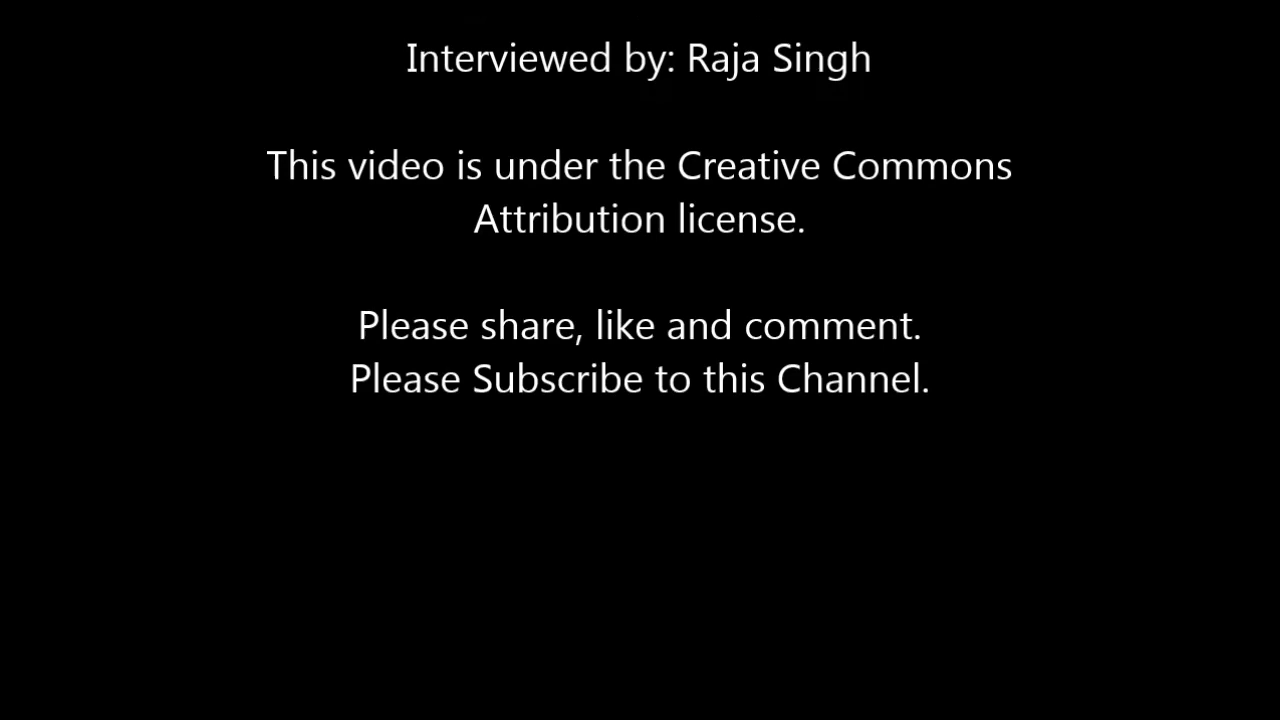 Interviewed by: Raja Singh
This video is under the Creative Commons
Attribution license.
Please share, like and comment.
Please Subscribe to this Channel.